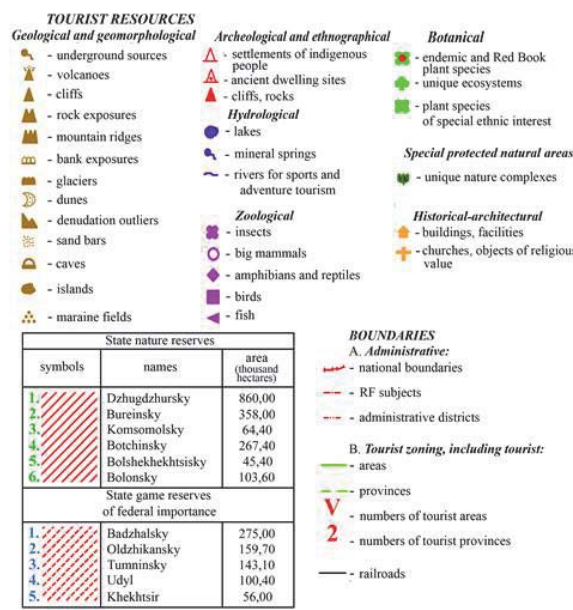 TOURIST RESOURCES
Geological and geomorphological
- underground sources
- volcanoes
- cliffs
- rock exposures
- mountain ridges
- bank exposures
- glaciers
- dunes
- denudation outliers
- sand bars
- caves
- islands
- maraine fields
Archeological and ethnographical
- settlements of indigenous
people
- ancient dwelling sites
- cliffs, rocks
Hydrological
- lakes
- mineral springs
- rivers for sports and
adventure tourism
Zoological
- insects
- big mammals
- amphibians and reptiles
- birds
- fish
Botanical
- endemic and Red Book
plant species
- unique ecosystems
- plant species
of special ethnic interest
Special protected natural areas
- unique nature complexes
Historical-architectural
- buildings, facilities
- churches, objects of religious
value
State nature reserves
symbols names area
(thousand
hectares)
1. Dzhugdzhursky 860,00
2. Bureinsky 358,00
3. Komsomolsky 64,40
4. Botchinsky 267,40
5. Bolshekhekhtsisky 45,40
6. Bolonsky 103,60
State game reserves
of federal importance
1. Badzhalsky 275,00
2. Oldzhikansky 159,70
3. Tumninsky 143,10
4. Udyl 100,40
5. Khekhtsir 56,00
BOUNDARIES
A. Administrative:
- national boundaries
- RF subjects
- administrative districts
B. Tourist zoning, including tourist:
- areas
- provinces
V - numbers of tourist areas
2 - numbers of tourist provinces
- railroads